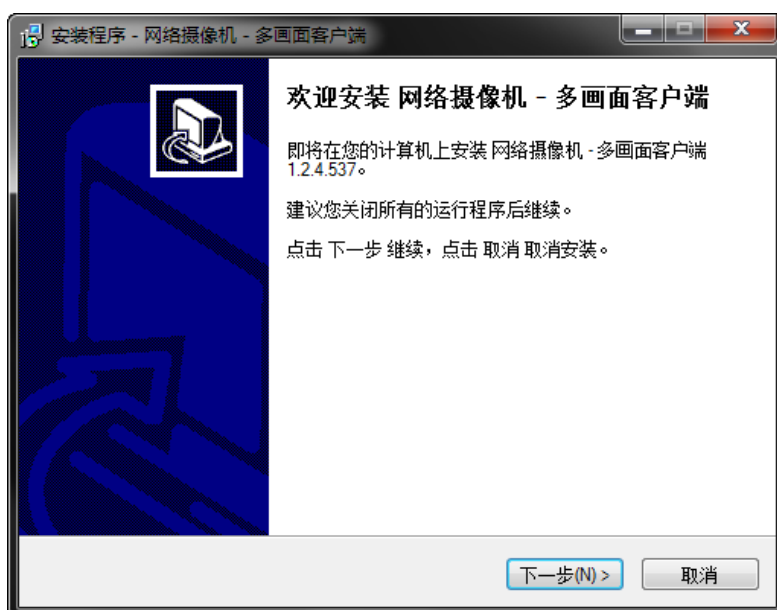 安装程序 - 网络摄像机 - 多画面客户端
欢迎安装 网络摄像机 - 多画面客户端
即将在您的计算机上安装 网络摄像机 - 多画面客户端
1.2.4.537。
建议您关闭所有的运行程序后继续。
点击 下一步 继续，点击 取消 取消安装。
下一步(N) >
取消